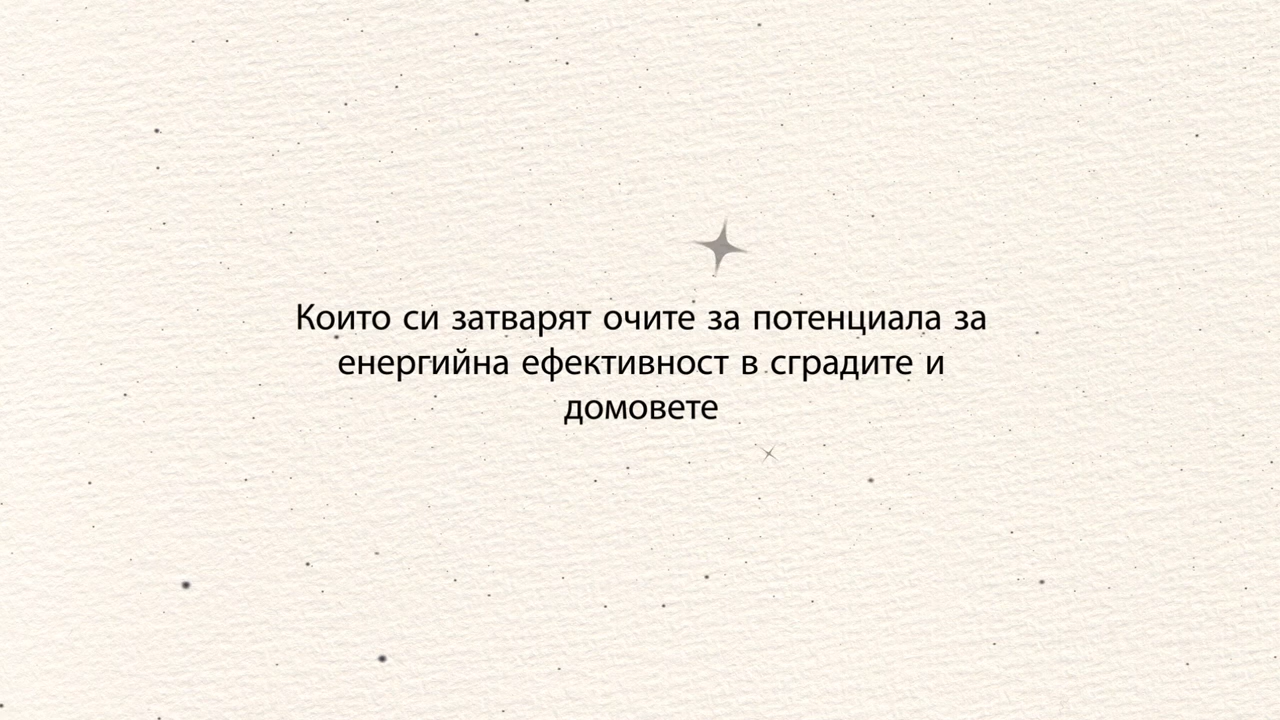 Които си затварят очите за потенциала за
енергийна ефективност в сградите и
домовете